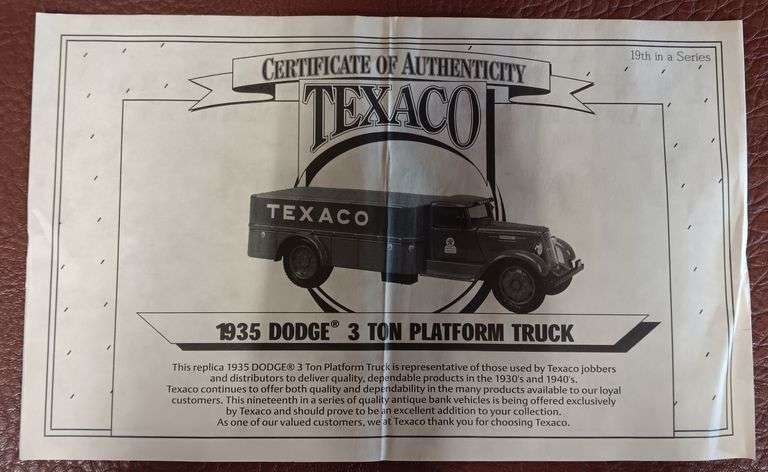 19th in a Series
CERTIFICATE OF AUTHENTICITY
TEXACO
TEXACO
1935 DODGE® 3 TON PLATFORM TRUCK
This replica 1935 DODGE® 3 Ton Platform Truck is representative of those used by Texaco jobbers
and distributors to deliver quality, dependable products in the 1930's and 1940's.
Texaco continues to offer both quality and dependability in the many products available to our loyal
customers. This nineteenth in a series of quality antique bank vehicles is being offered exclusively
by Texaco and should prove to be an excellent addition to your collection.
As one of our valued customers, we at Texaco thank you for choosing Texaco.